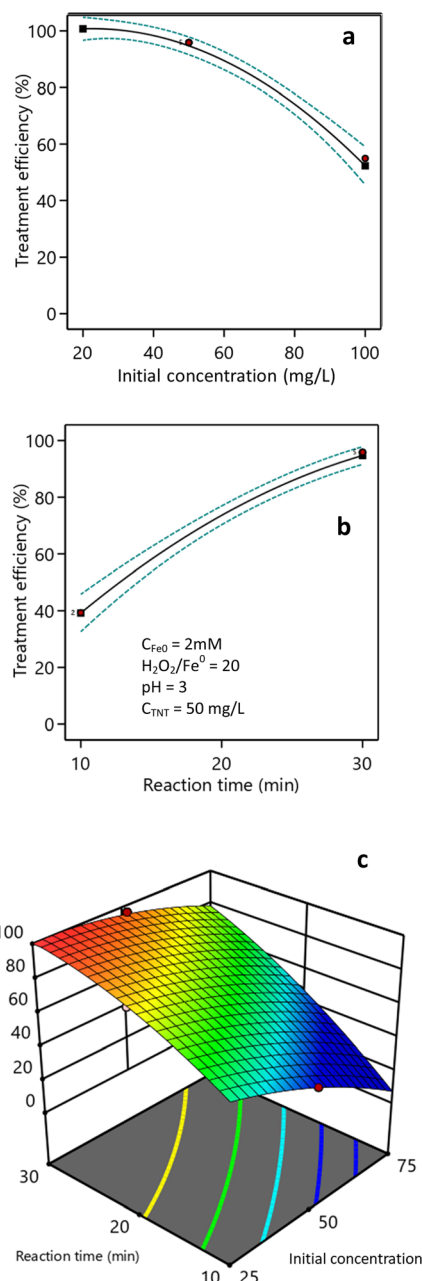 a
100
80
60
40
20
0
Treatment efficiency (%)
20 40 60 80 100
Initial concentration (mg/L)
b
100
80
60
40
20
0
Treatment efficiency (%)
2
C_Fe0 = 2mM
H₂O₂/Fe⁰ = 20
pH = 3
C_TNT = 50 mg/L
10 20 30
Reaction time (min)
c
00
80
60
40
20
0
30
20
10
75
50
25
Reaction time (min)
Initial concentration